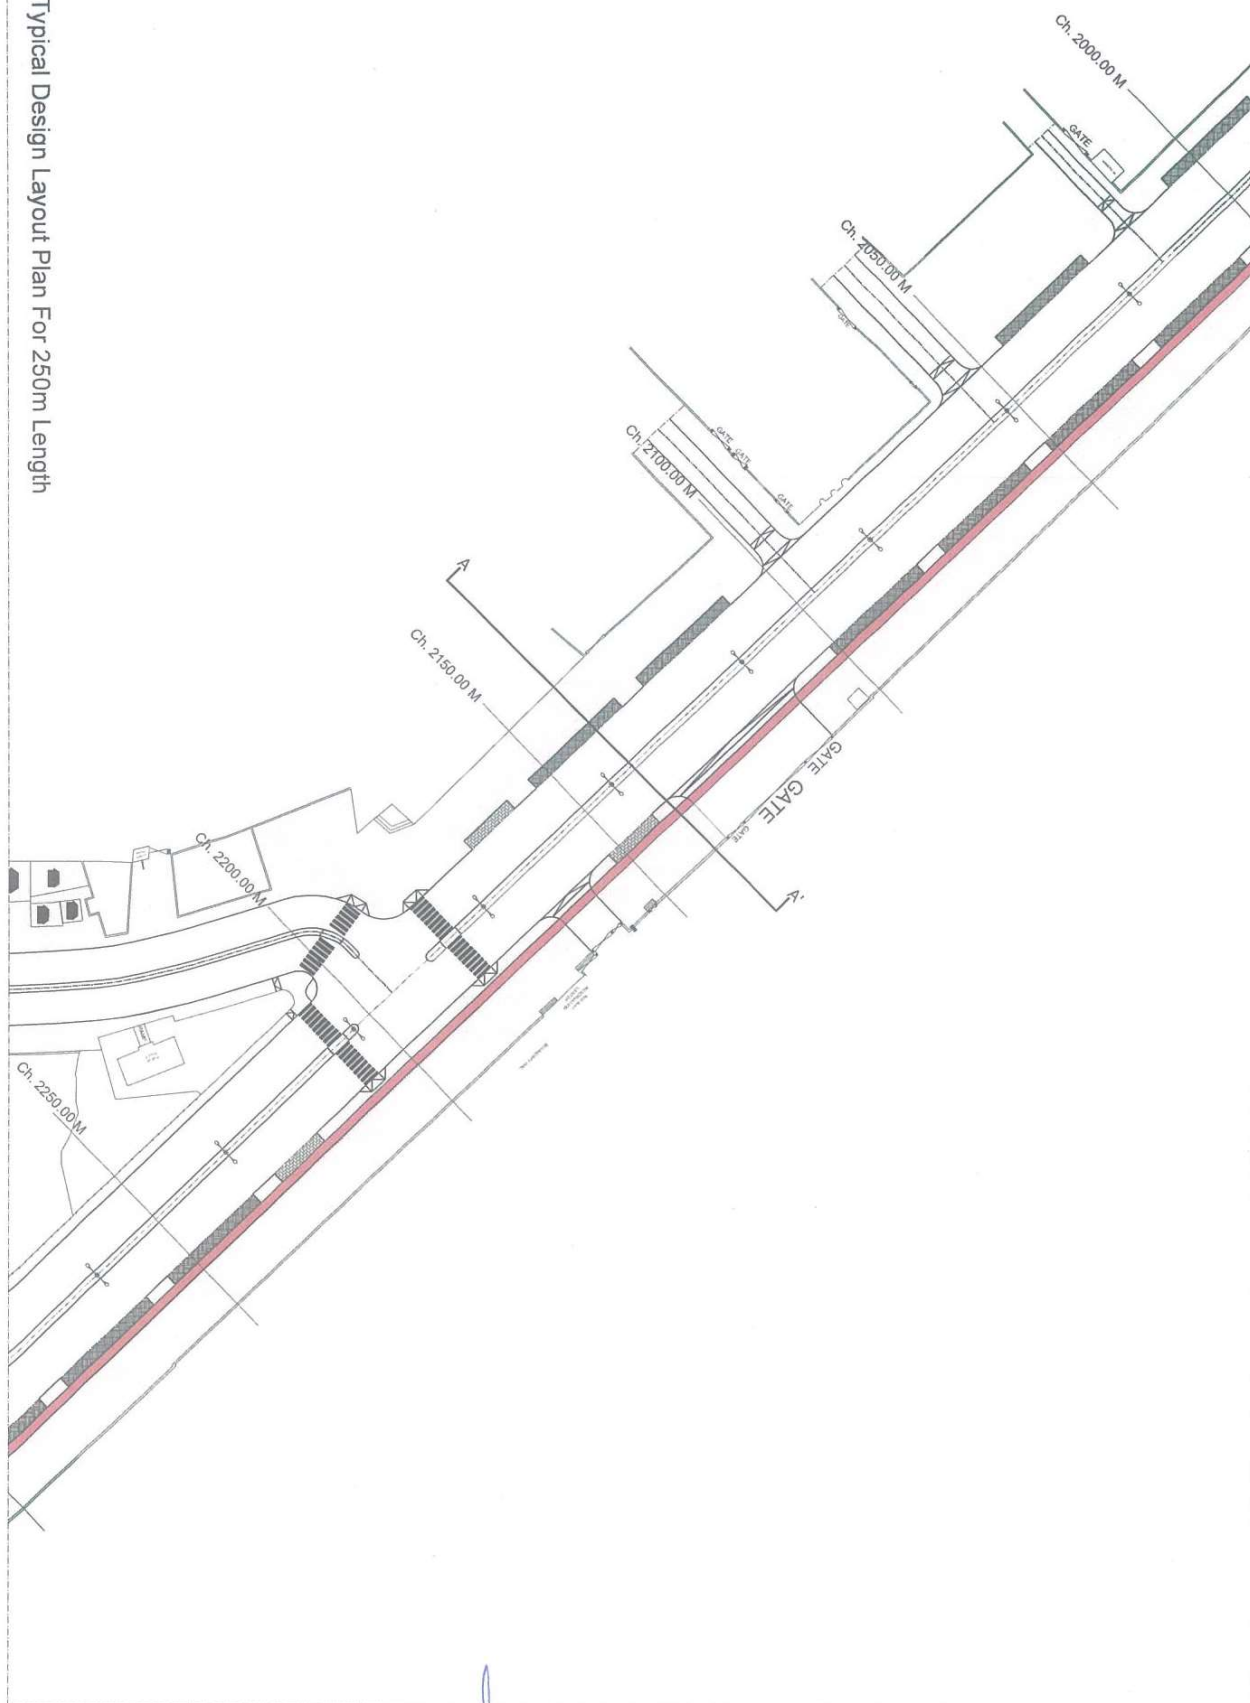 Typical Design Layout Plan For 250m Length
Ch. 2000.00 M
GATE
Ch. 2050.00 M
GATE
Ch. 2100.00 M
GATE
GATE
GATE
A
Ch. 2150.00 M
GATE
GATE
GATE
A'
Ch. 2200.00 M
Ch. 2250.00 M